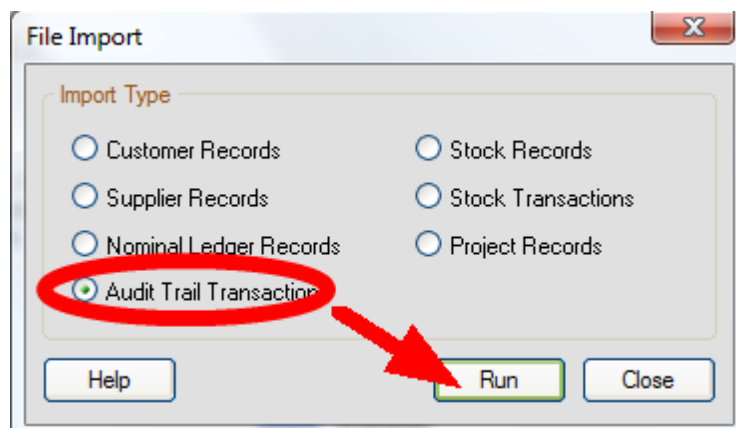 File Import
Import Type
Customer Records
Stock Records
Supplier Records
Stock Transactions
Nominal Ledger Records
Project Records
Audit Trail Transaction
Help
Run
Close